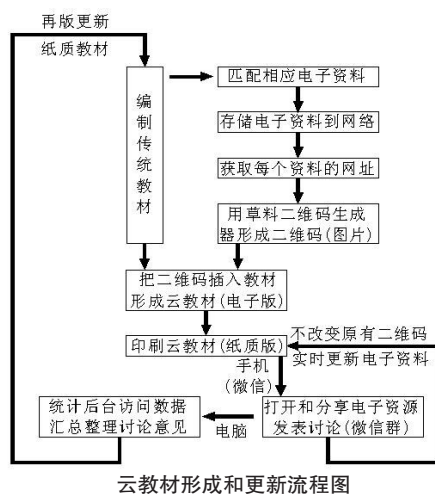 再版更新
纸质教材
编制传统教材
匹配相应电子资料
存储电子资料到网络
获取每个资料的网址
用草料二维码生成
器形成二维码(图片)
把二维码插入教材
形成云教材(电子版)
印刷云教材(纸质版)
不改变原有二维码
实时更新电子资料
手机
(微信)
打开和分享电子资源
发表讨论(微信群)
电脑
统计后台访问数据
汇总整理讨论意见
云教材形成和更新流程图